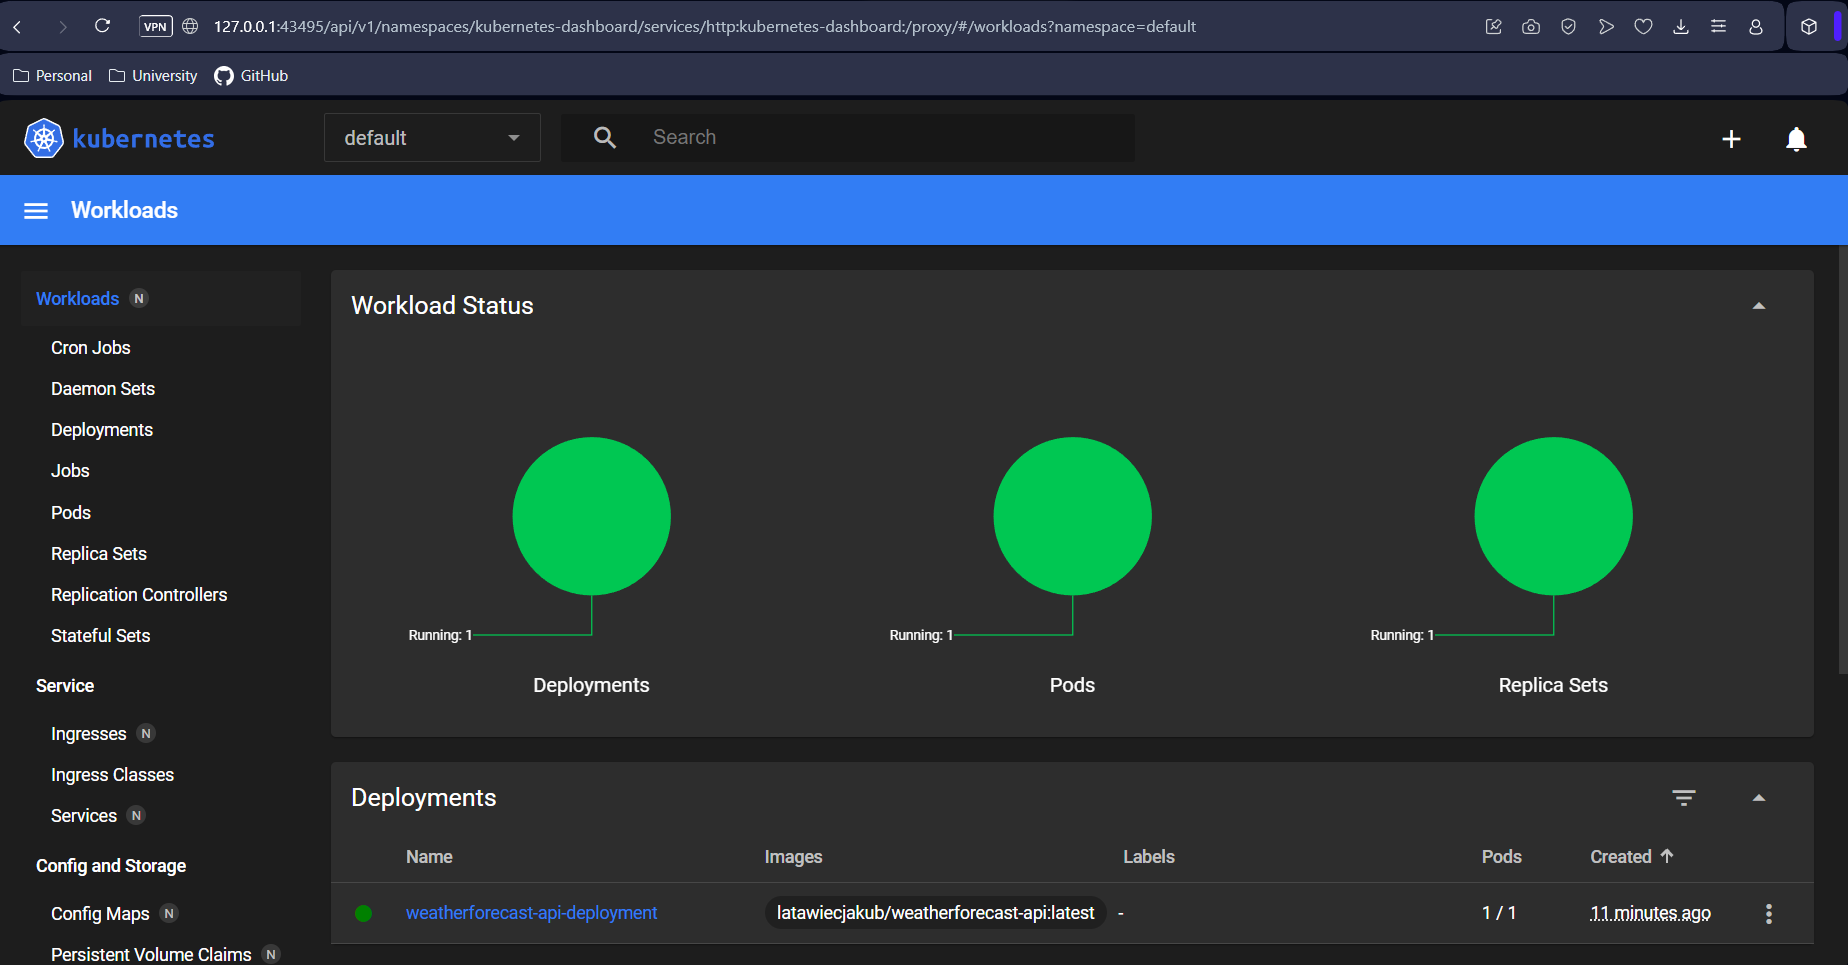 VPN 127.0.0.1:43495/api/v1/namespaces/kubernetes-dashboard/services/http:kubernetes-dashboard:/proxy/#/workloads?namespace=default
Personal University GitHub
kubernetes default Search
Workloads
Workloads N
Cron Jobs
Daemon Sets
Deployments
Jobs
Pods
Replica Sets
Replication Controllers
Stateful Sets
Service
Ingresses N
Ingress Classes
Services N
Config and Storage
Config Maps N
Persistent Volume Claims N
Workload Status
Running: 1 Running: 1 Running: 1
Deployments Pods Replica Sets
Deployments
Name Images Labels Pods Created
weatherforecast-api-deployment latawiecjakub/weatherforecast-api:latest - 1 / 1 11 minutes ago